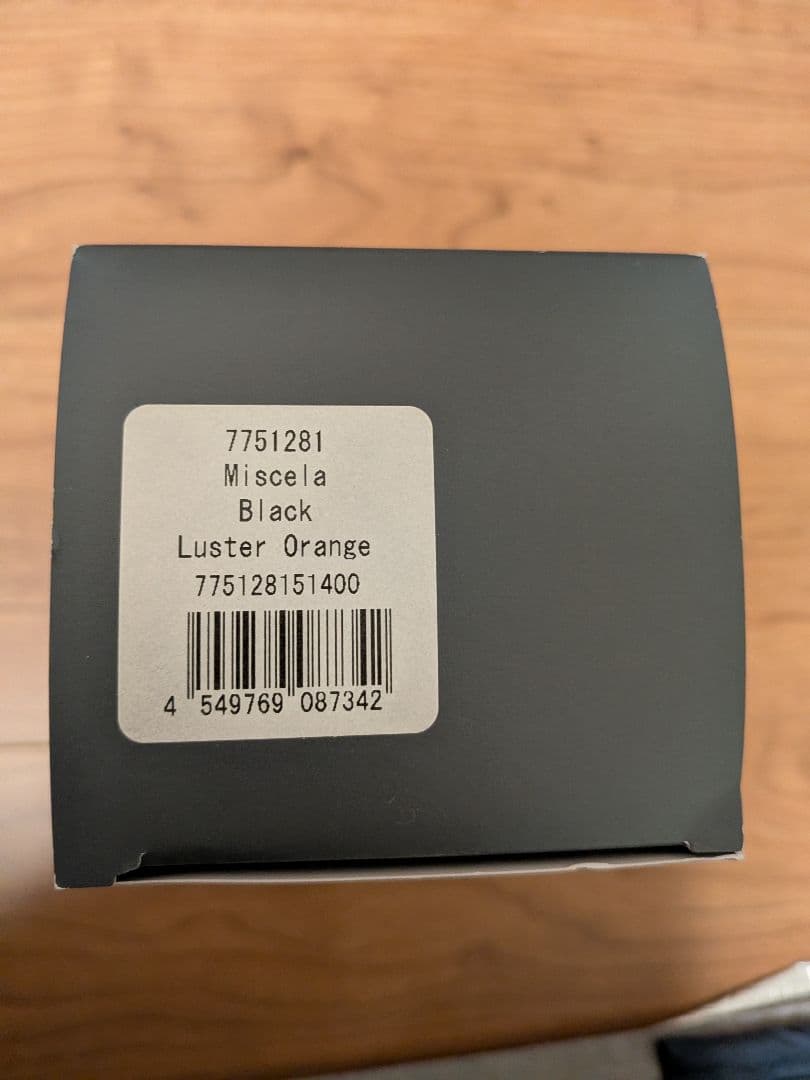 7751281
Miscela
Black
Luster Orange
775128151400
4 549769 087342